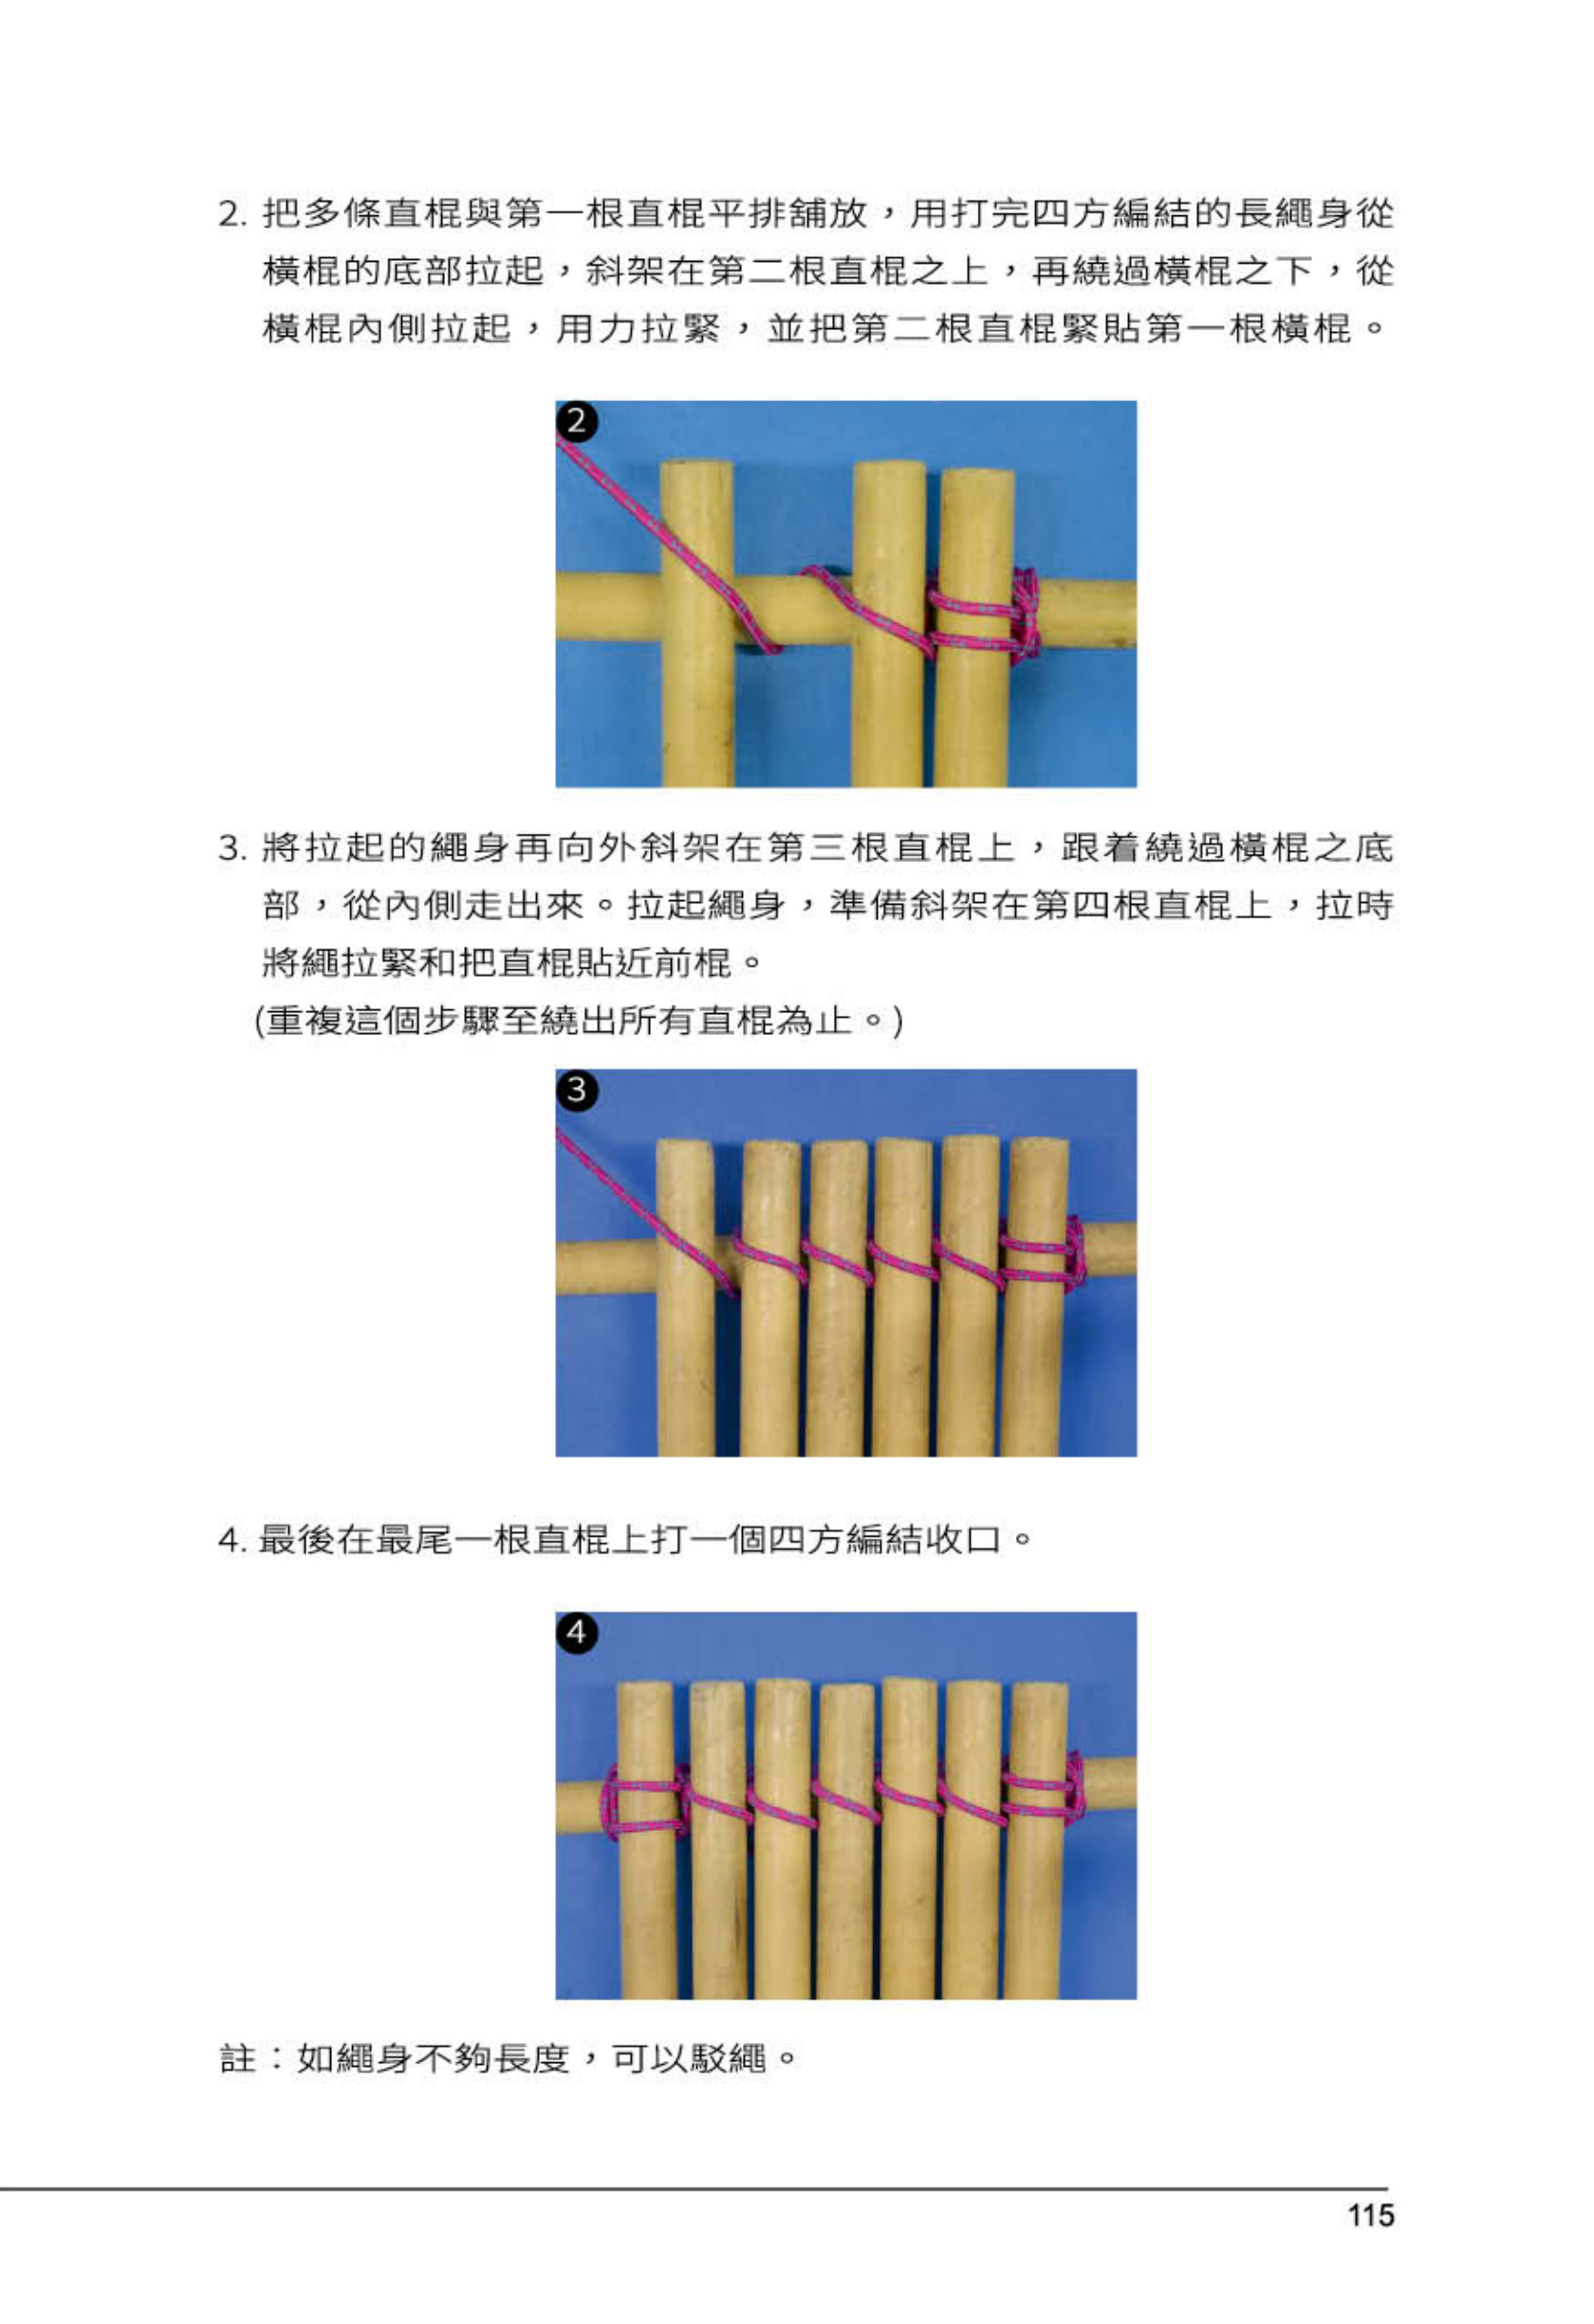 2. 把多條直棍與第一根直棍平排舖放，用打完四方編結的長繩身從
橫棍的底部拉起，斜架在第二根直棍之上，再繞過橫棍之下，從
橫棍內側拉起，用力拉緊，並把第二根直棍緊貼第一根橫棍。
2
3. 將拉起的繩身再向外斜架在第三根直棍上，跟着繞過橫棍之底
部，從內側走出來。拉起繩身，準備斜架在第四根直棍上，拉時
將繩拉緊和把直棍貼近前棍。
(重複這個步驟至繞出所有直棍為止。)
3
4. 最後在最尾一根直棍上打一個四方編結收口。
4
註：如繩身不夠長度，可以駁繩。
115